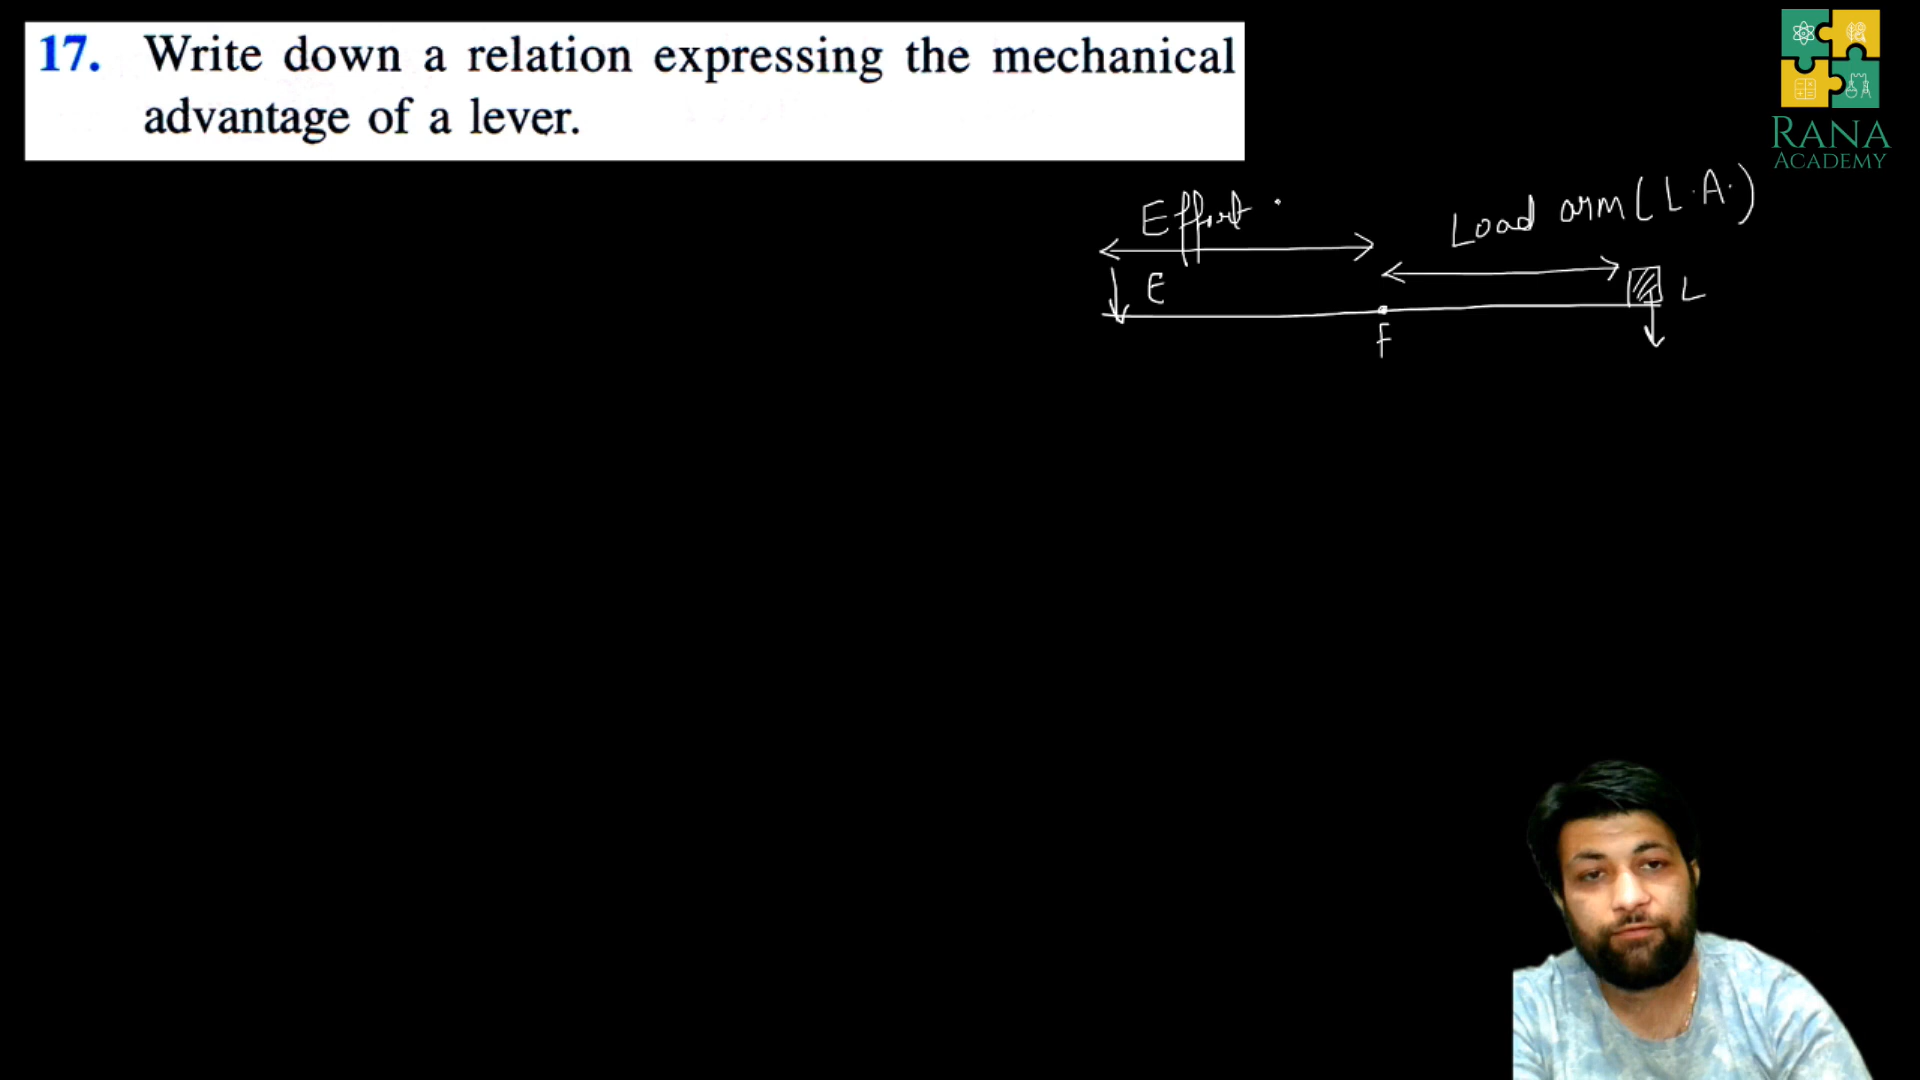 17. Write down a relation expressing the mechanical
advantage of a lever.
RANA
ACADEMY
Effort
Load arm (L.A.)
E
L
F